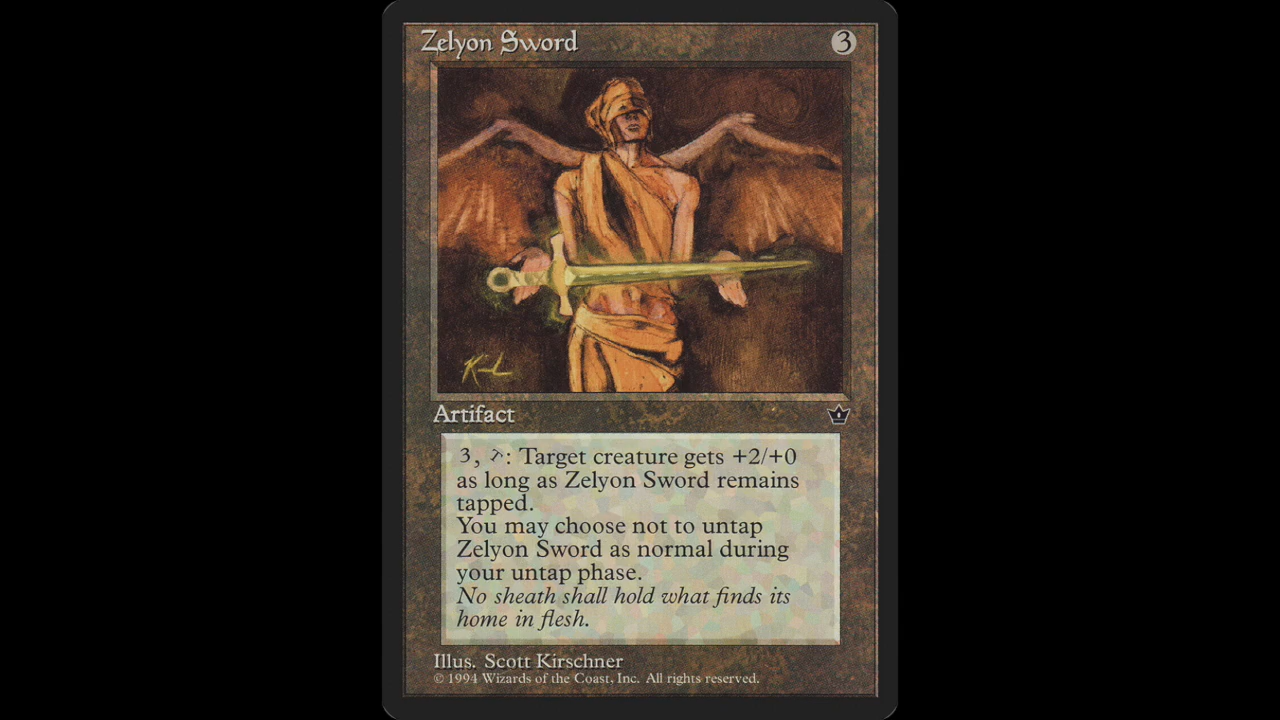 Zelyon Sword 3
Artifact
3, : Target creature gets +2/+0
as long as Zelyon Sword remains
tapped.
You may choose not to untap
Zelyon Sword as normal during
your untap phase.
No sheath shall hold what finds its
home in flesh.
Illus. Scott Kirschner
© 1994 Wizards of the Coast, Inc. All rights reserved.